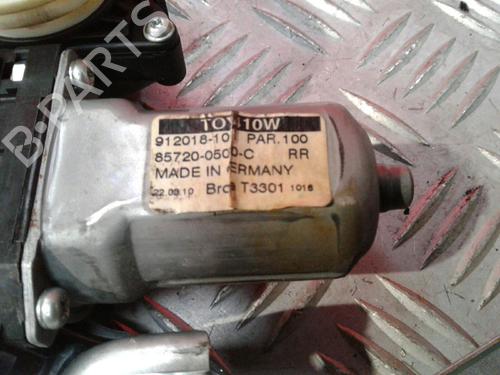 912018-10 PAR.100
85720-0500-C RR
MADE IN GERMANY
22.09.10 T3301 1016
B-PARTS